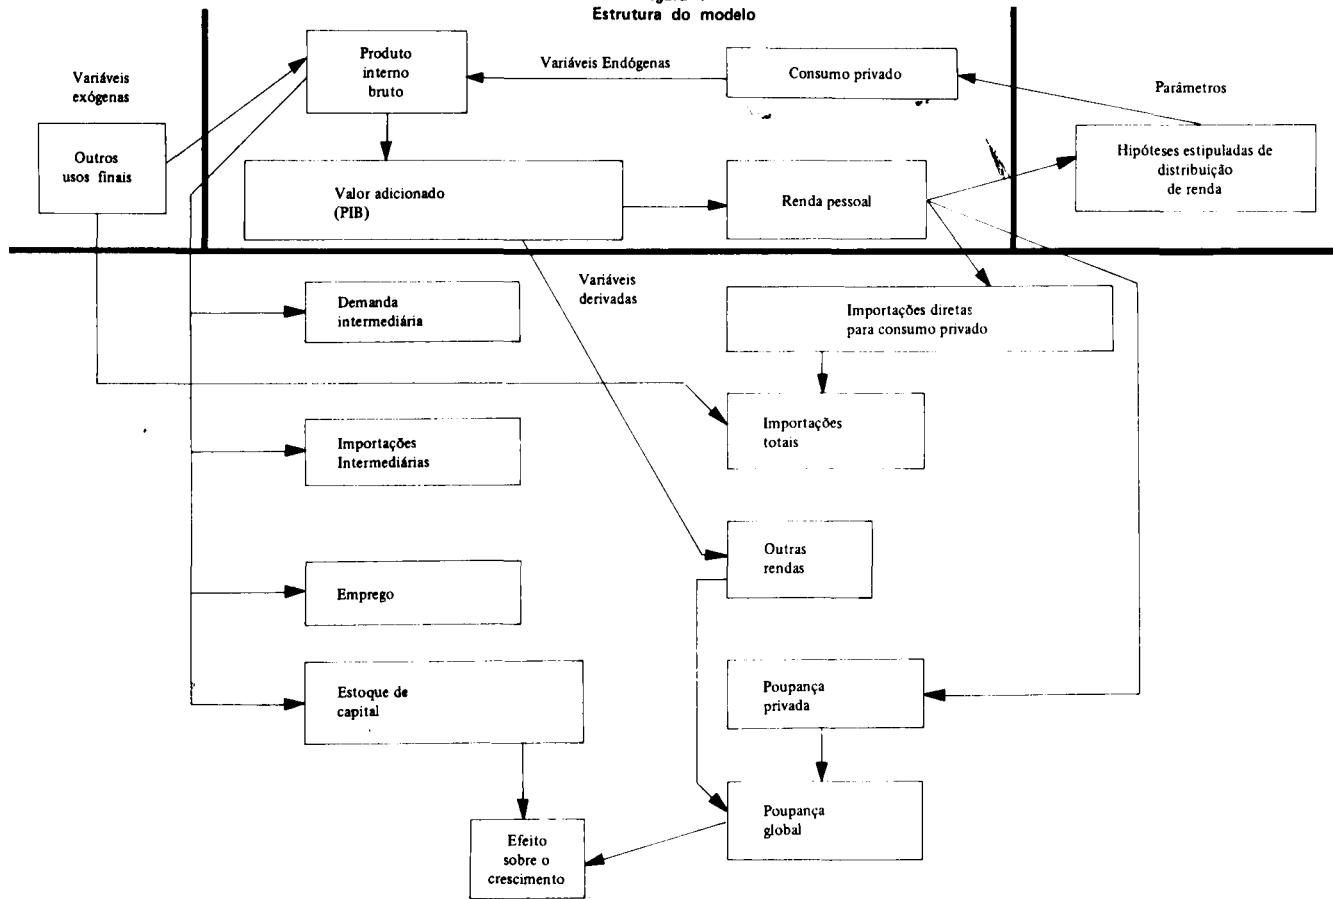 Estrutura do modelo
Variáveis
exógenas
Outros
usos finais
Produto
interno
bruto
Variáveis Endógenas
Consumo privado
Parâmetros
Hipóteses estipuladas de
distribuição
de renda
Valor adicionado
(PIB)
Renda pessoal
Variáveis
derivadas
Demanda
intermediária
Importações diretas
para consumo privado
Importações
totais
Importações
Intermediárias
Outras
rendas
Emprego
Estoque de
capital
Poupança
privada
Poupança
global
Efeito
sobre o
crescimento